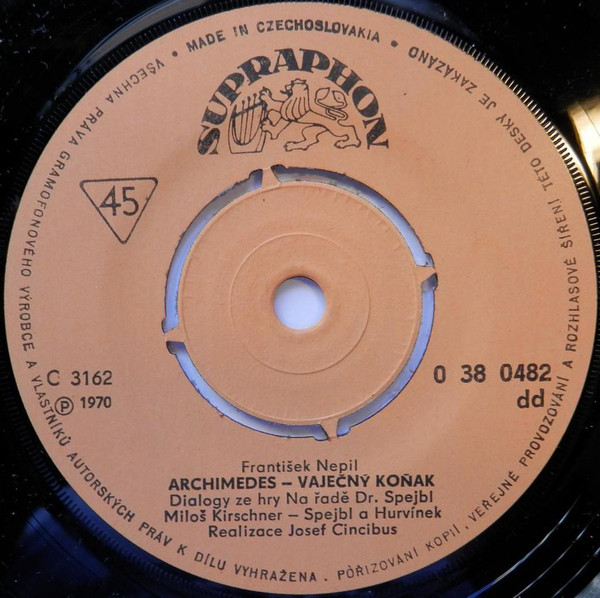 • MADE IN CZECHOSLOVAKIA •
SUPRAPHON
VŠECHNA PRÁVA GRAMOFONOVÉHO VÝROBCE A VLASTNÍKŮ AUTORSKÝCH PRÁV K DÍLU VYHRAŽENA . POŘIZOVÁNÍ KOPIÍ , VEŘEJNÉ PROVOZOVÁNÍ A ROZHLASOVÉ ŠÍŘENÍ TÉTO DESKY JE ZAKÁZÁNO
45
C 3162
Ⓟ 1970
0 38 0482
dd
František Nepil
ARCHIMEDES – VAJEČNÝ KOŇAK
Dialogy ze hry Na řadě Dr. Spejbl
Miloš Kirschner – Spejbl a Hurvínek
Realizace Josef Cincibus